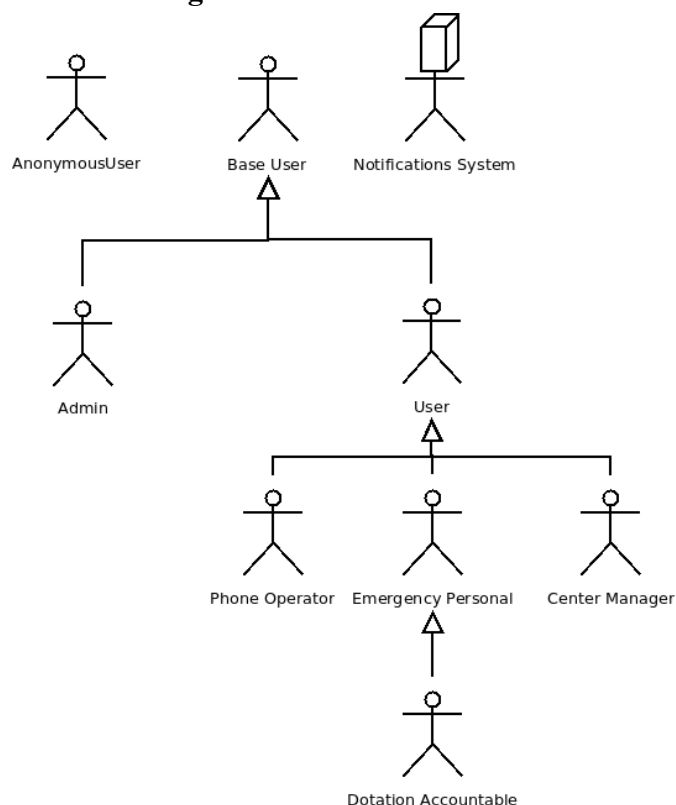 AnonymousUser
Base User
Notifications System
Admin
User
Phone Operator
Emergency Personal
Center Manager
Dotation Accountable